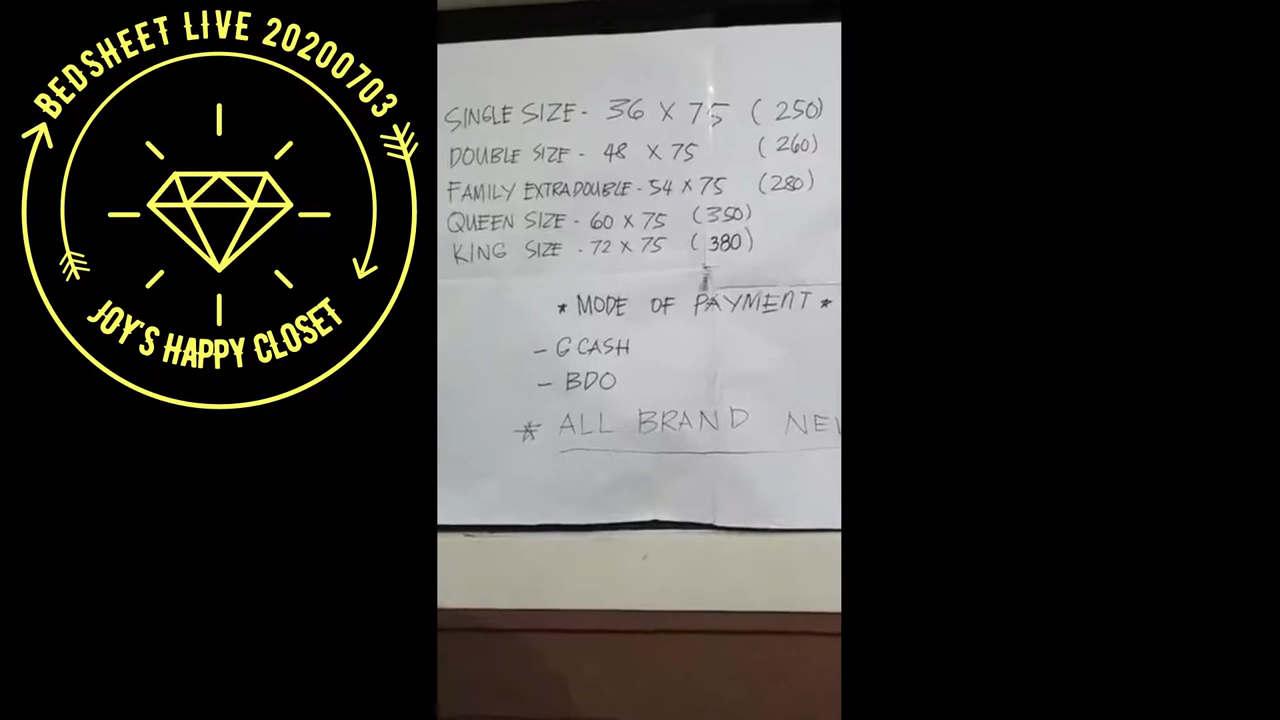 BEDSHEET LIVE 20200703
JOY'S HAPPY CLOSET
SINGLE SIZE - 36 X 75 (250)
DOUBLE SIZE - 48 X 75 (260)
FAMILY EXTRADOUBLE - 54 X 75 (280)
QUEEN SIZE - 60 X 75 (350)
KING SIZE - 72 X 75 (380)
* MODE OF PAYMENT *
- GCASH
- BDO
* ALL BRAND